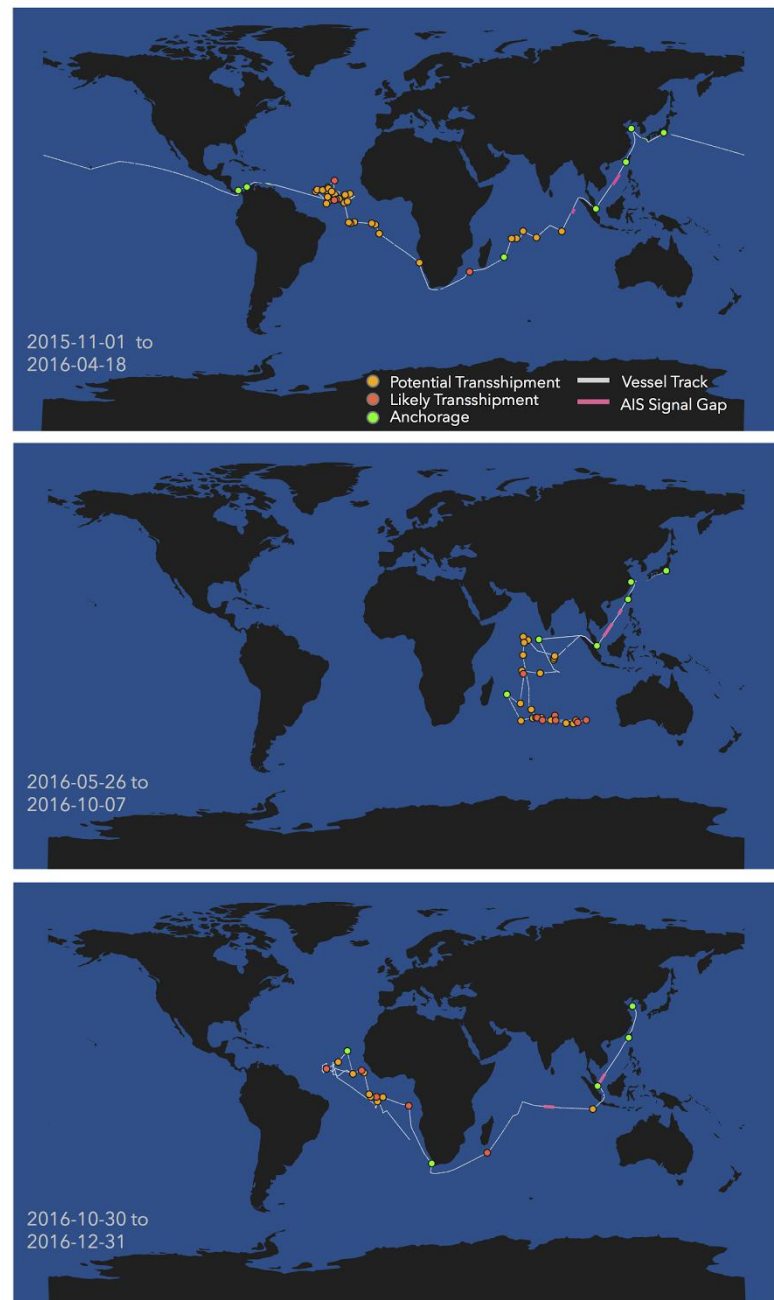 2015-11-01 to
2016-04-18
Potential Transshipment
Likely Transshipment
Anchorage
Vessel Track
AIS Signal Gap
2016-05-26 to
2016-10-07
2016-10-30 to
2016-12-31